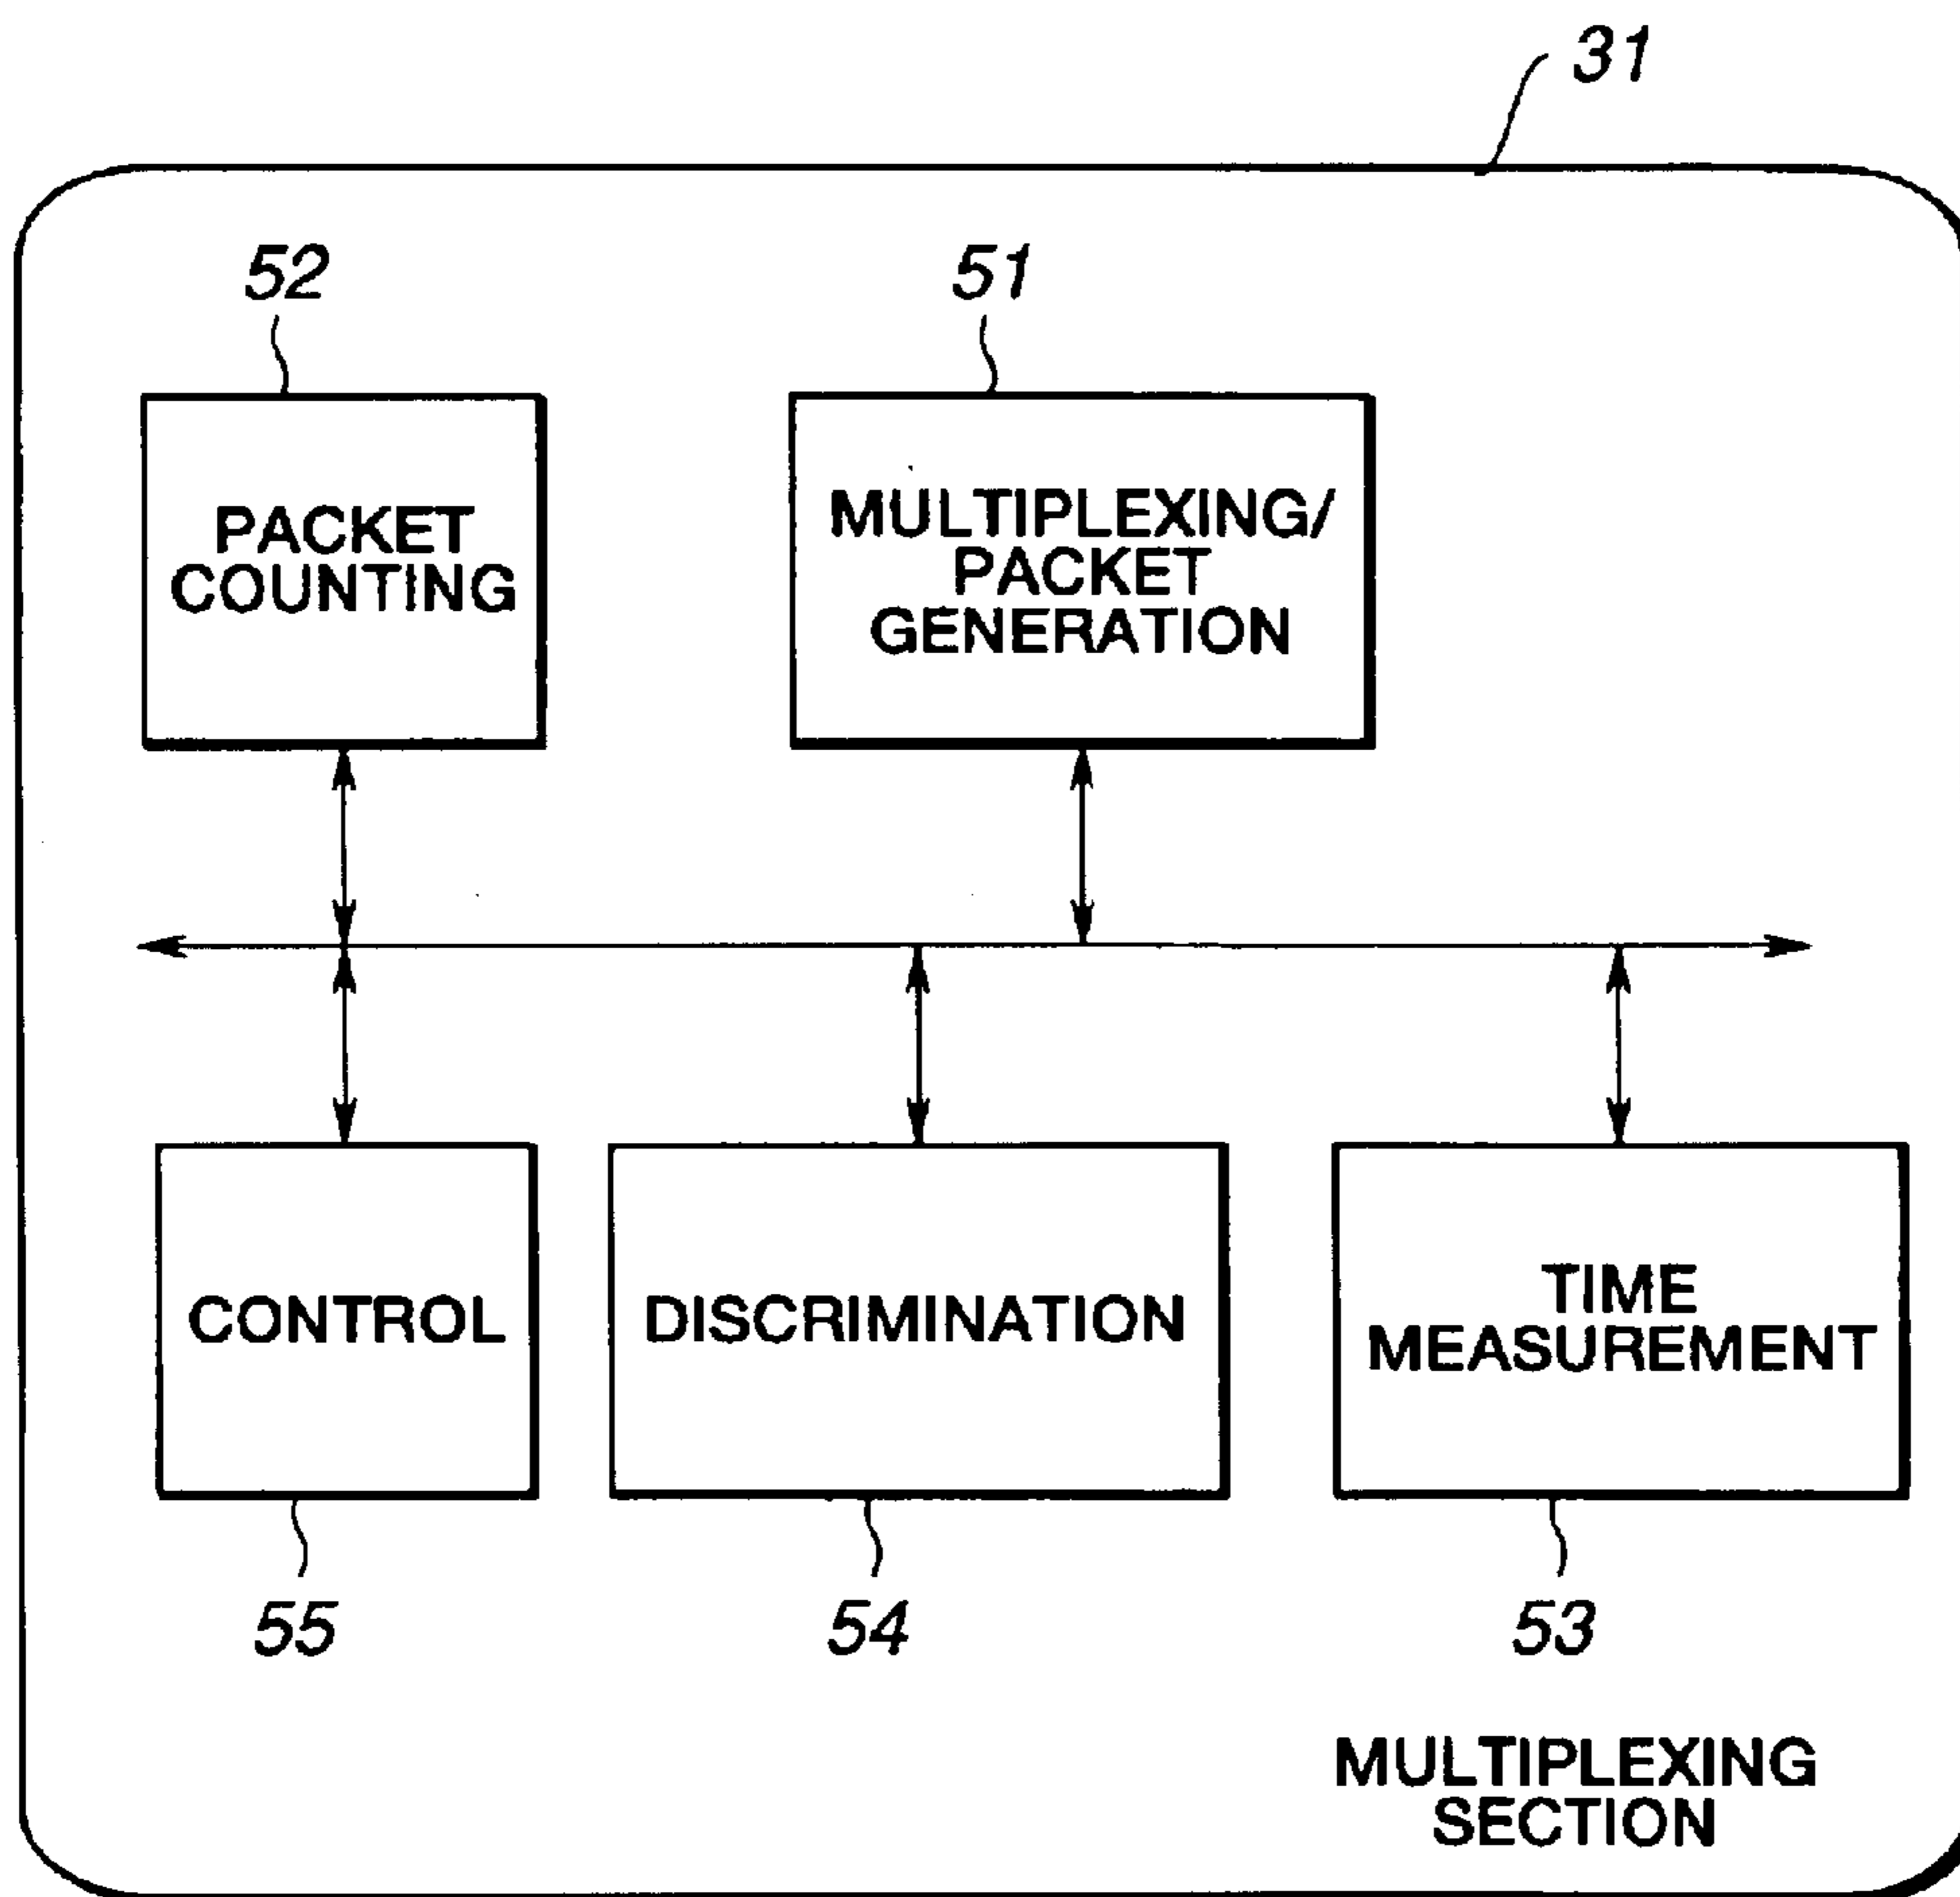 31
52
51
PACKET
COUNTING
MULTIPLEXING/
PACKET
GENERATION
CONTROL
DISCRIMINATION
TIME
MEASUREMENT
55
54
53
MULTIPLEXING
SECTION